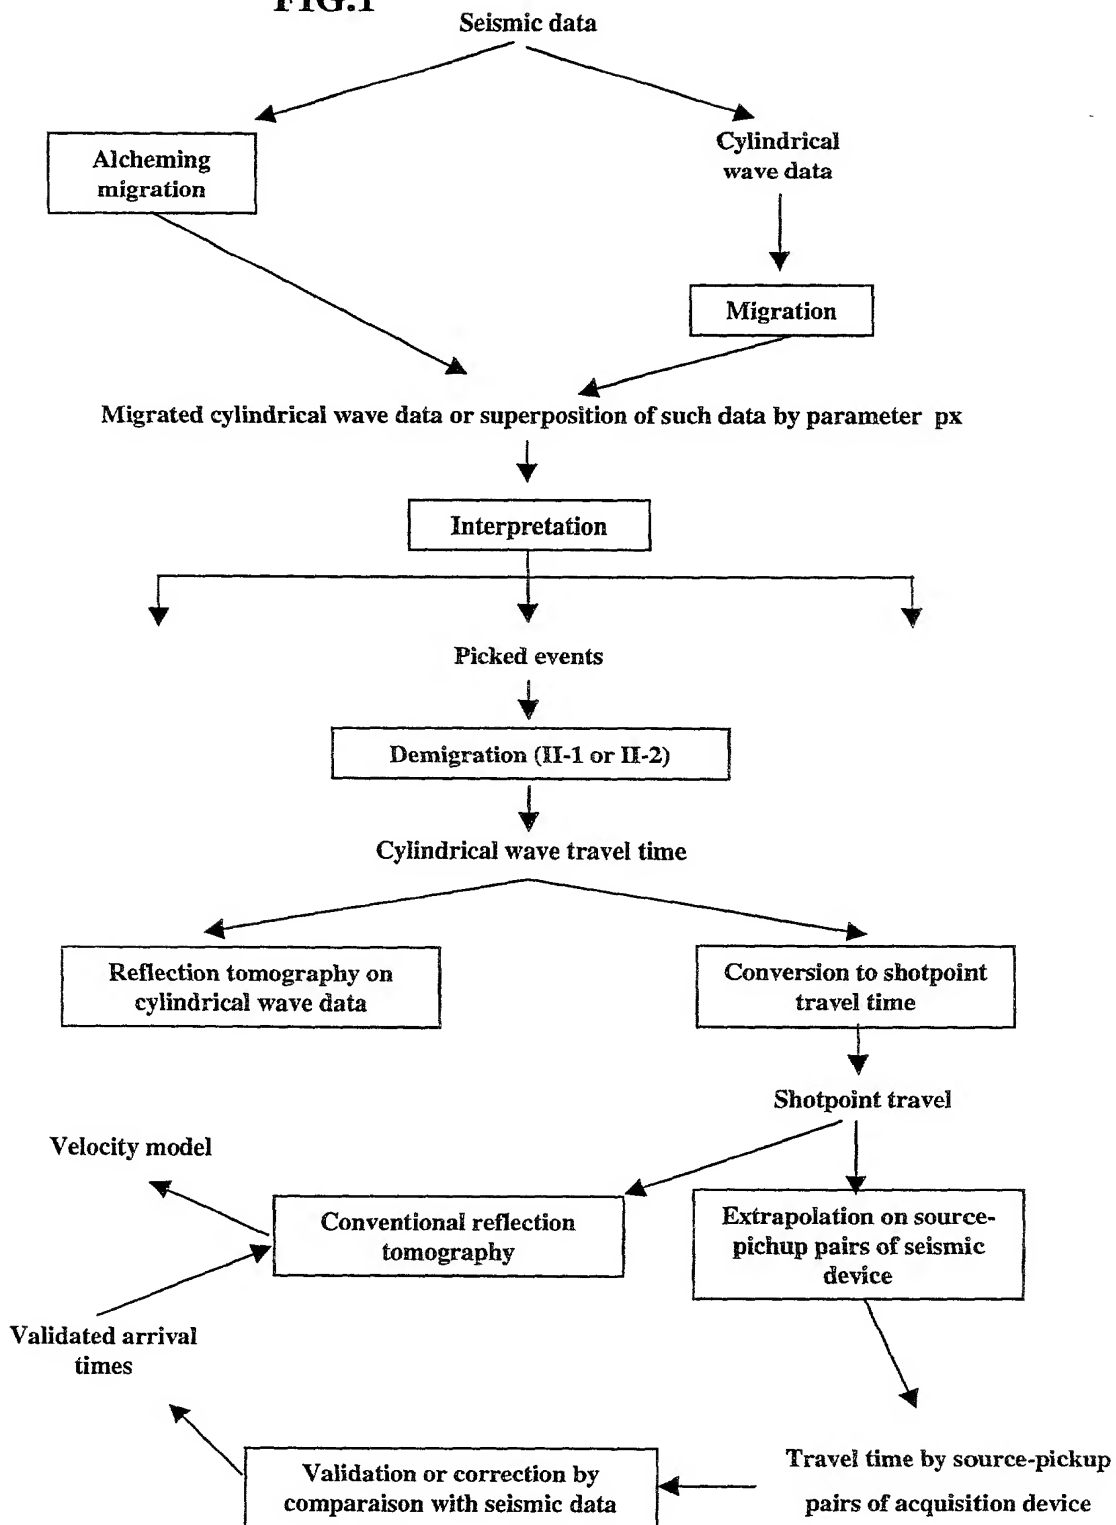 FIG.1
Seismic data
Alcheming
migration
Cylindrical
wave data
Migration
Migrated cylindrical wave data or superposition of such data by parameter px
Interpretation
Picked events
Demigration (II-1 or II-2)
Cylindrical wave travel time
Reflection tomography on
cylindrical wave data
Conversion to shotpoint
travel time
Shotpoint travel
Velocity model
Conventional reflection
tomography
Extrapolation on source-
pichup pairs of seismic
device
Validated arrival
times
Travel time by source-pickup
pairs of acquisition device
Validation or correction by
comparaison with seismic data